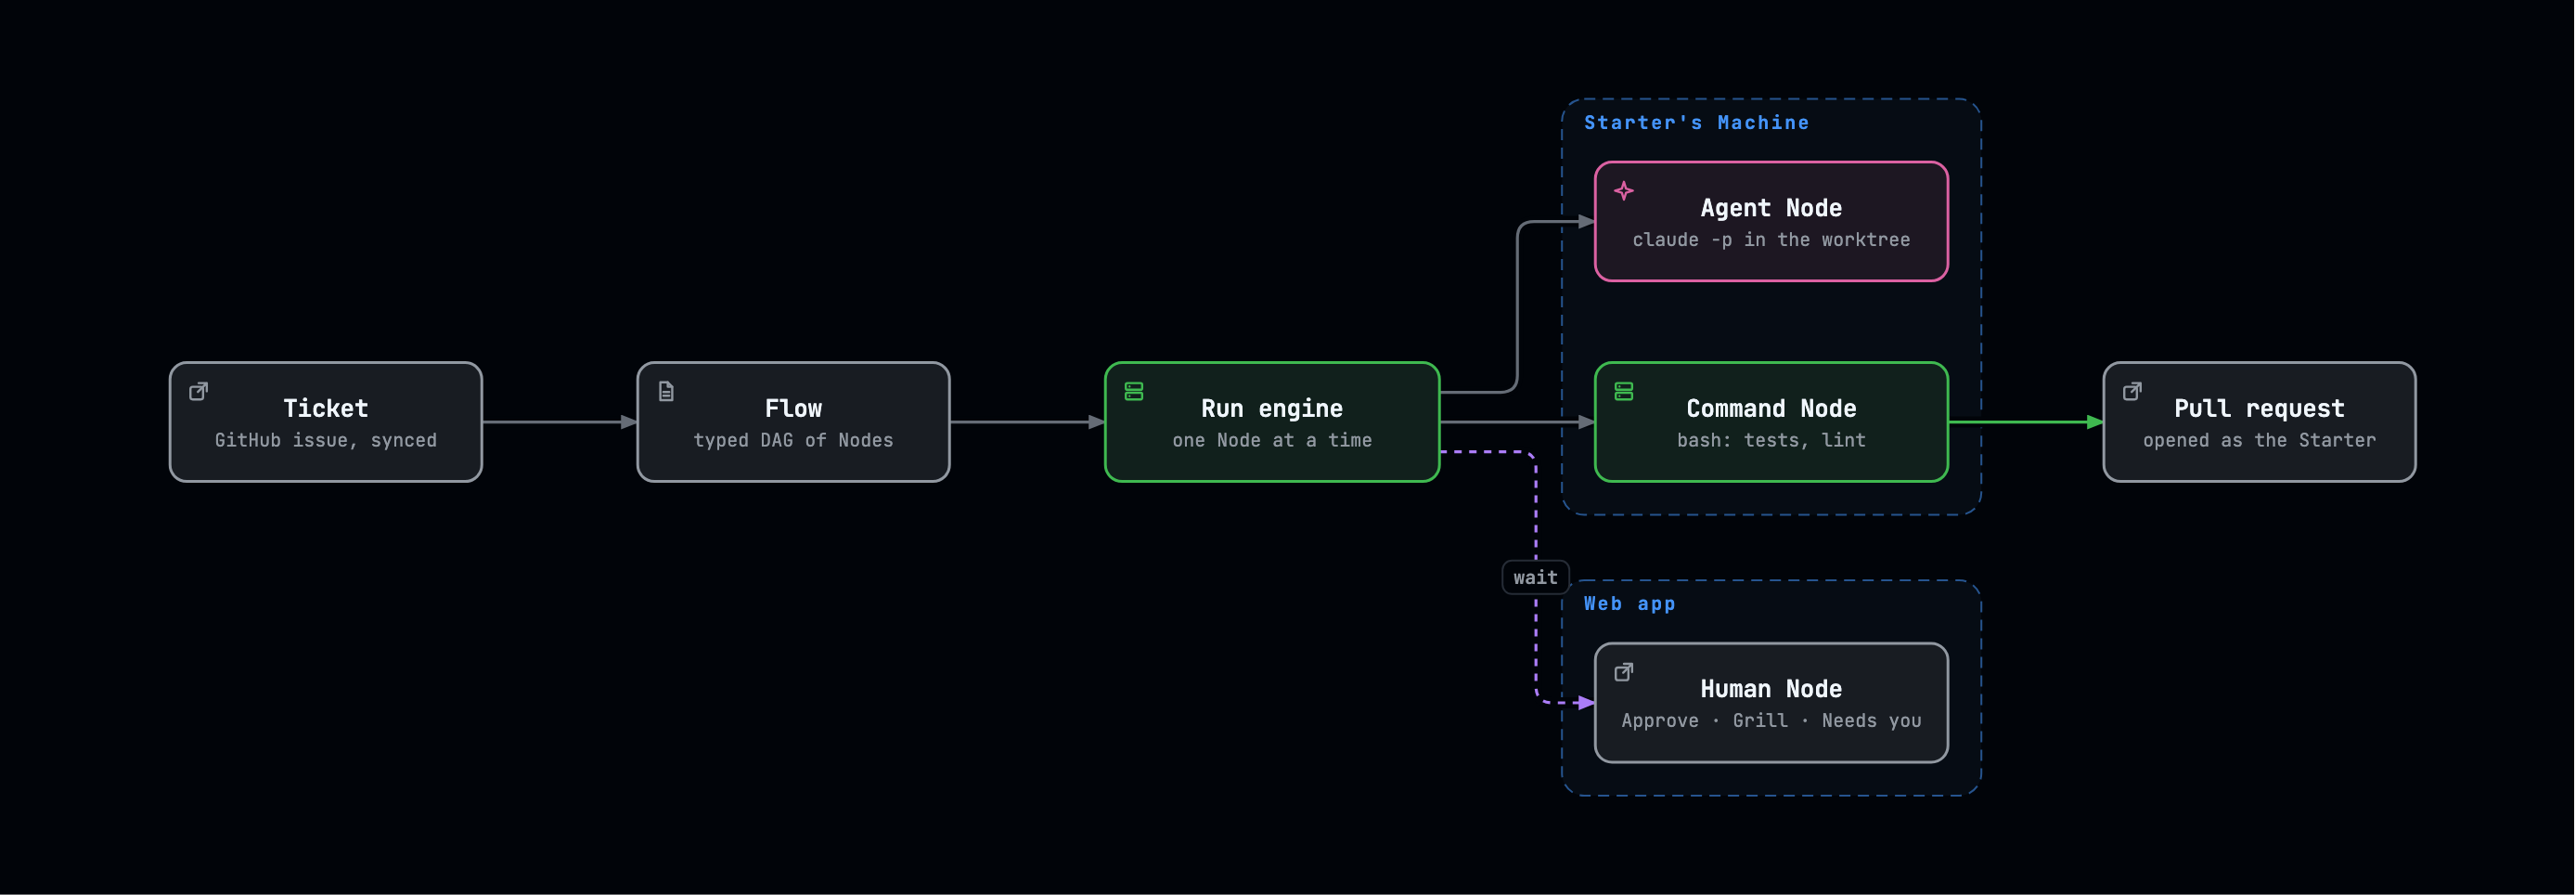 Starter's Machine
Agent Node
claude -p in the worktree
Ticket
GitHub issue, synced
Flow
typed DAG of Nodes
Run engine
one Node at a time
Command Node
bash: tests, lint
Pull request
opened as the Starter
wait
Web app
Human Node
Approve · Grill · Needs you